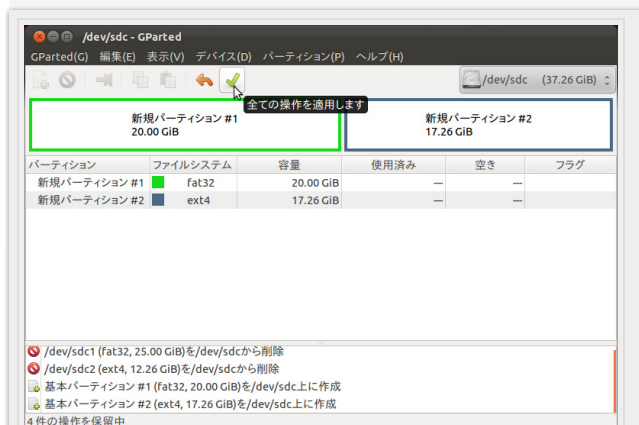 /dev/sdc - GParted
GParted(G) 編集(E) 表示(V) デバイス(D) パーティション(P) ヘルプ(H)
/dev/sdc (37.26 GiB)
全ての操作を適用します
新規パーティション #1
20.00 GiB
新規パーティション #2
17.26 GiB
パーティション ファイルシステム 容量 使用済み 空き フラグ
新規パーティション #1 fat32 20.00 GiB --- ---
新規パーティション #2 ext4 17.26 GiB --- ---
/dev/sdc1 (fat32, 25.00 GiB)を/dev/sdcから削除
/dev/sdc2 (ext4, 12.26 GiB)を/dev/sdcから削除
基本パーティション #1 (fat32, 20.00 GiB)を/dev/sdc上に作成
基本パーティション #2 (ext4, 17.26 GiB)を/dev/sdc上に作成
4 件の操作を保留中